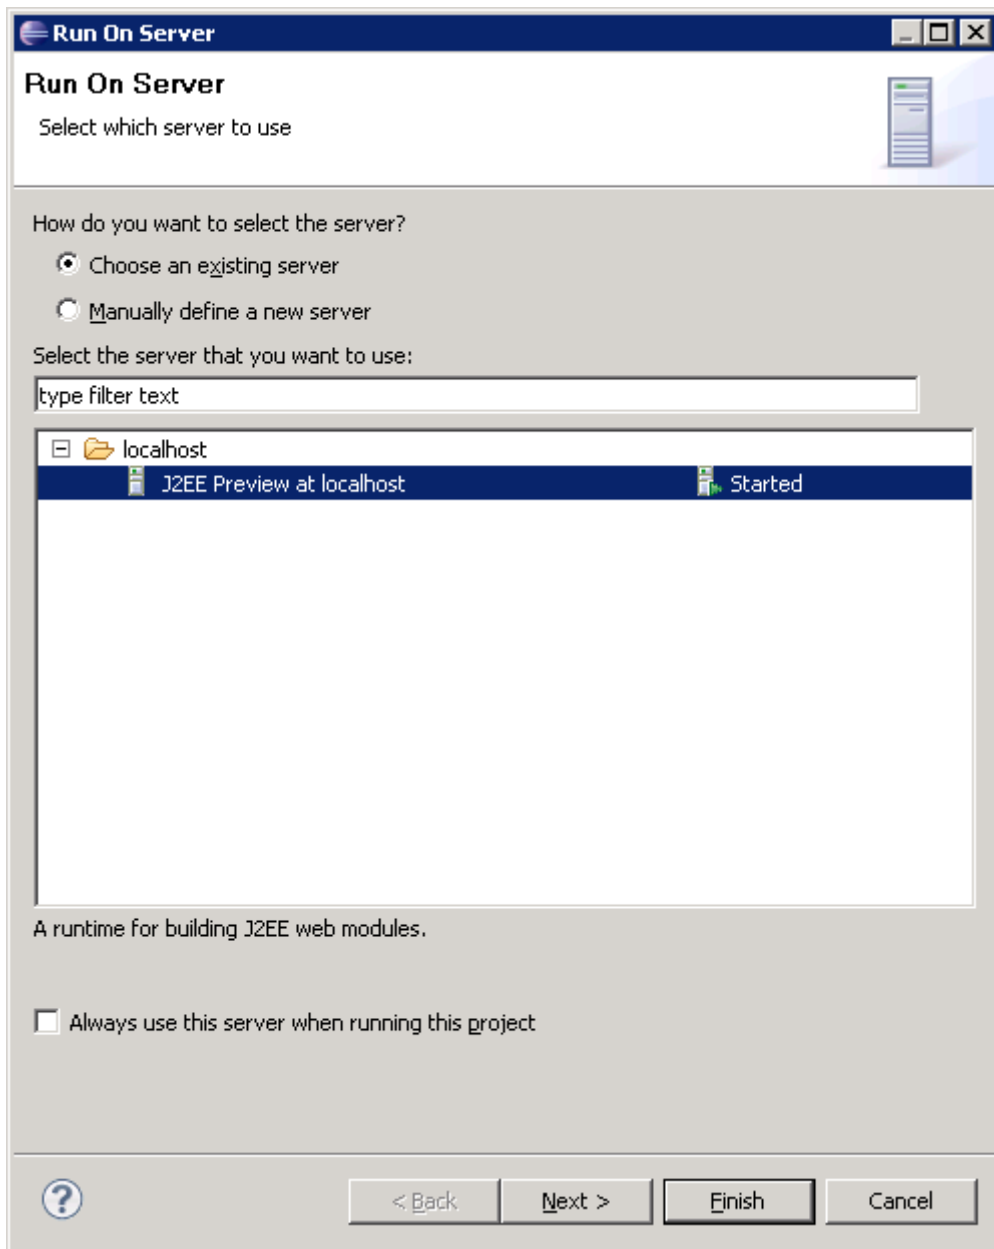 Run On Server
Run On Server
Select which server to use
How do you want to select the server?
Choose an existing server
Manually define a new server
Select the server that you want to use:
type filter text
localhost
J2EE Preview at localhost Started
A runtime for building J2EE web modules.
Always use this server when running this project
? < Back Next > Finish Cancel